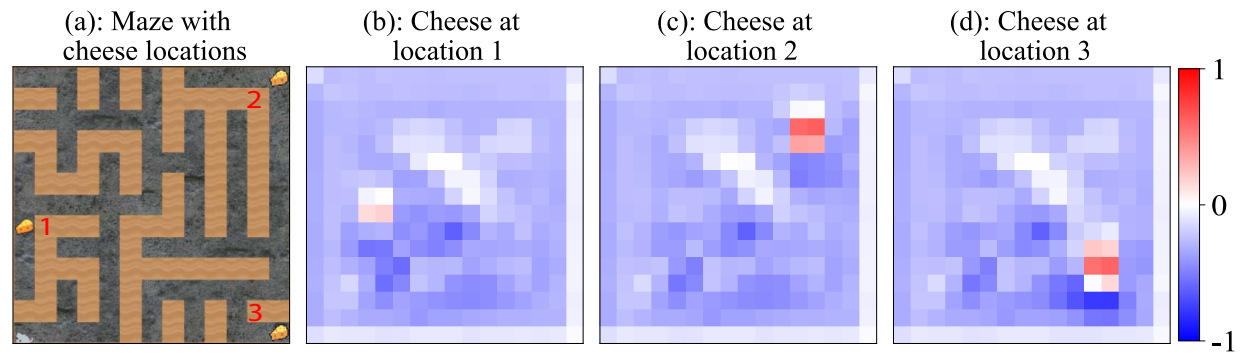 (a): Maze with
cheese locations
(b): Cheese at
location 1
(c): Cheese at
location 2
(d): Cheese at
location 3
2
1
3
1
0
-1